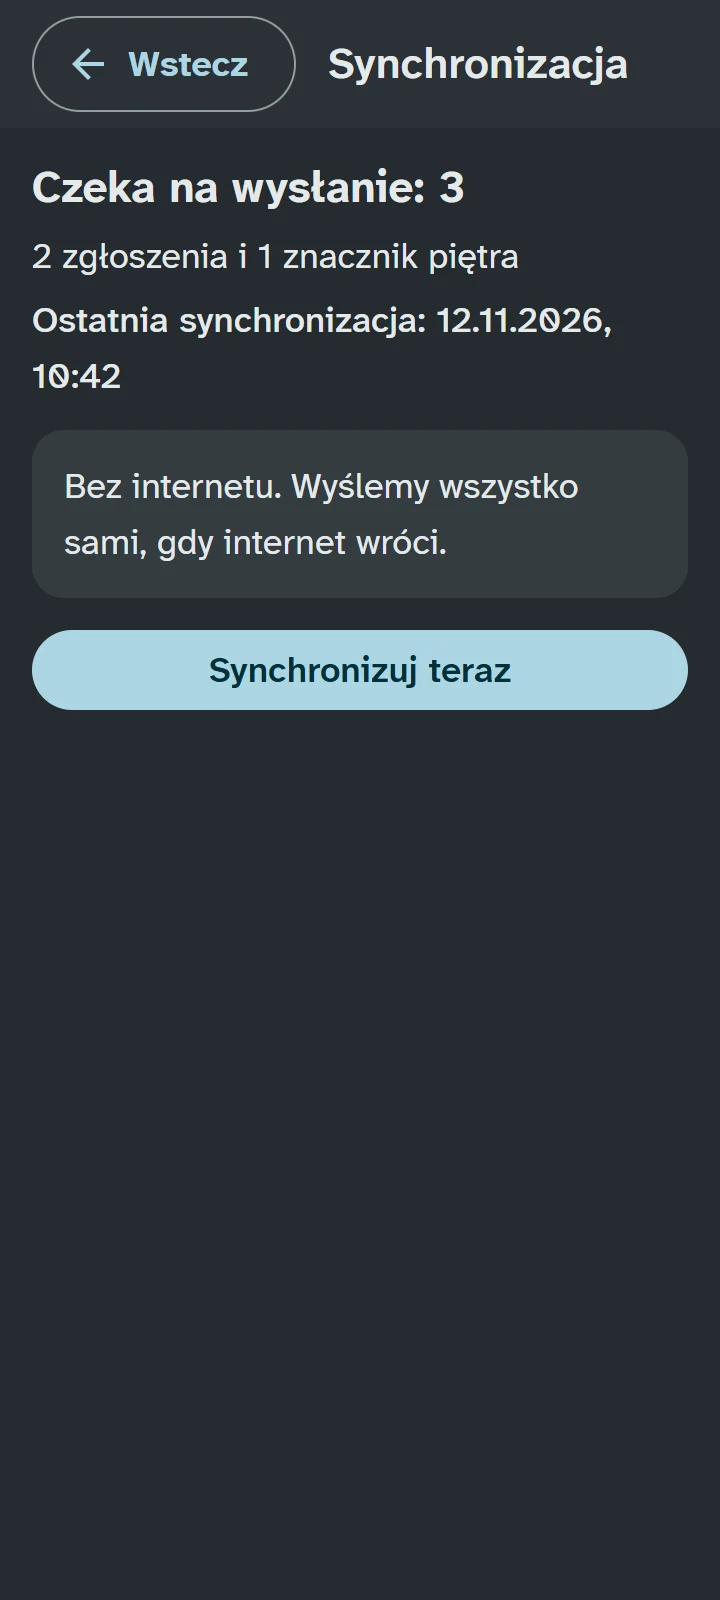 Wstecz
Synchronizacja
Czeka na wysłanie: 3
2 zgłoszenia i 1 znacznik piętra
Ostatnia synchronizacja: 12.11.2026,
10:42
Bez internetu. Wyślemy wszystko
sami, gdy internet wróci.
Synchronizuj teraz